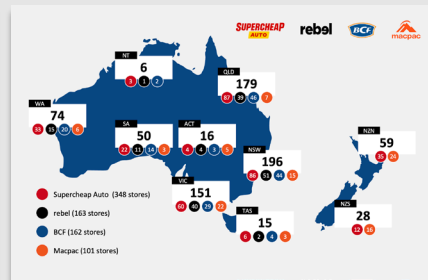 SUPERCHEAP
AUTO
rebel
BCF
macpac
NT
6
3 1 2
QLD
179
87 39 46 7
WA
74
33 15 20 6
SA
50
22 11 14 3
ACT
16
4 4 3 5
NZN
59
35 24
NSW
196
86 51 44 15
VIC
151
60 40 29 22
TAS
15
6 2 4 3
NZS
28
12 16
Supercheap Auto (348 stores)
rebel (163 stores)
BCF (162 stores)
Macpac (101 stores)